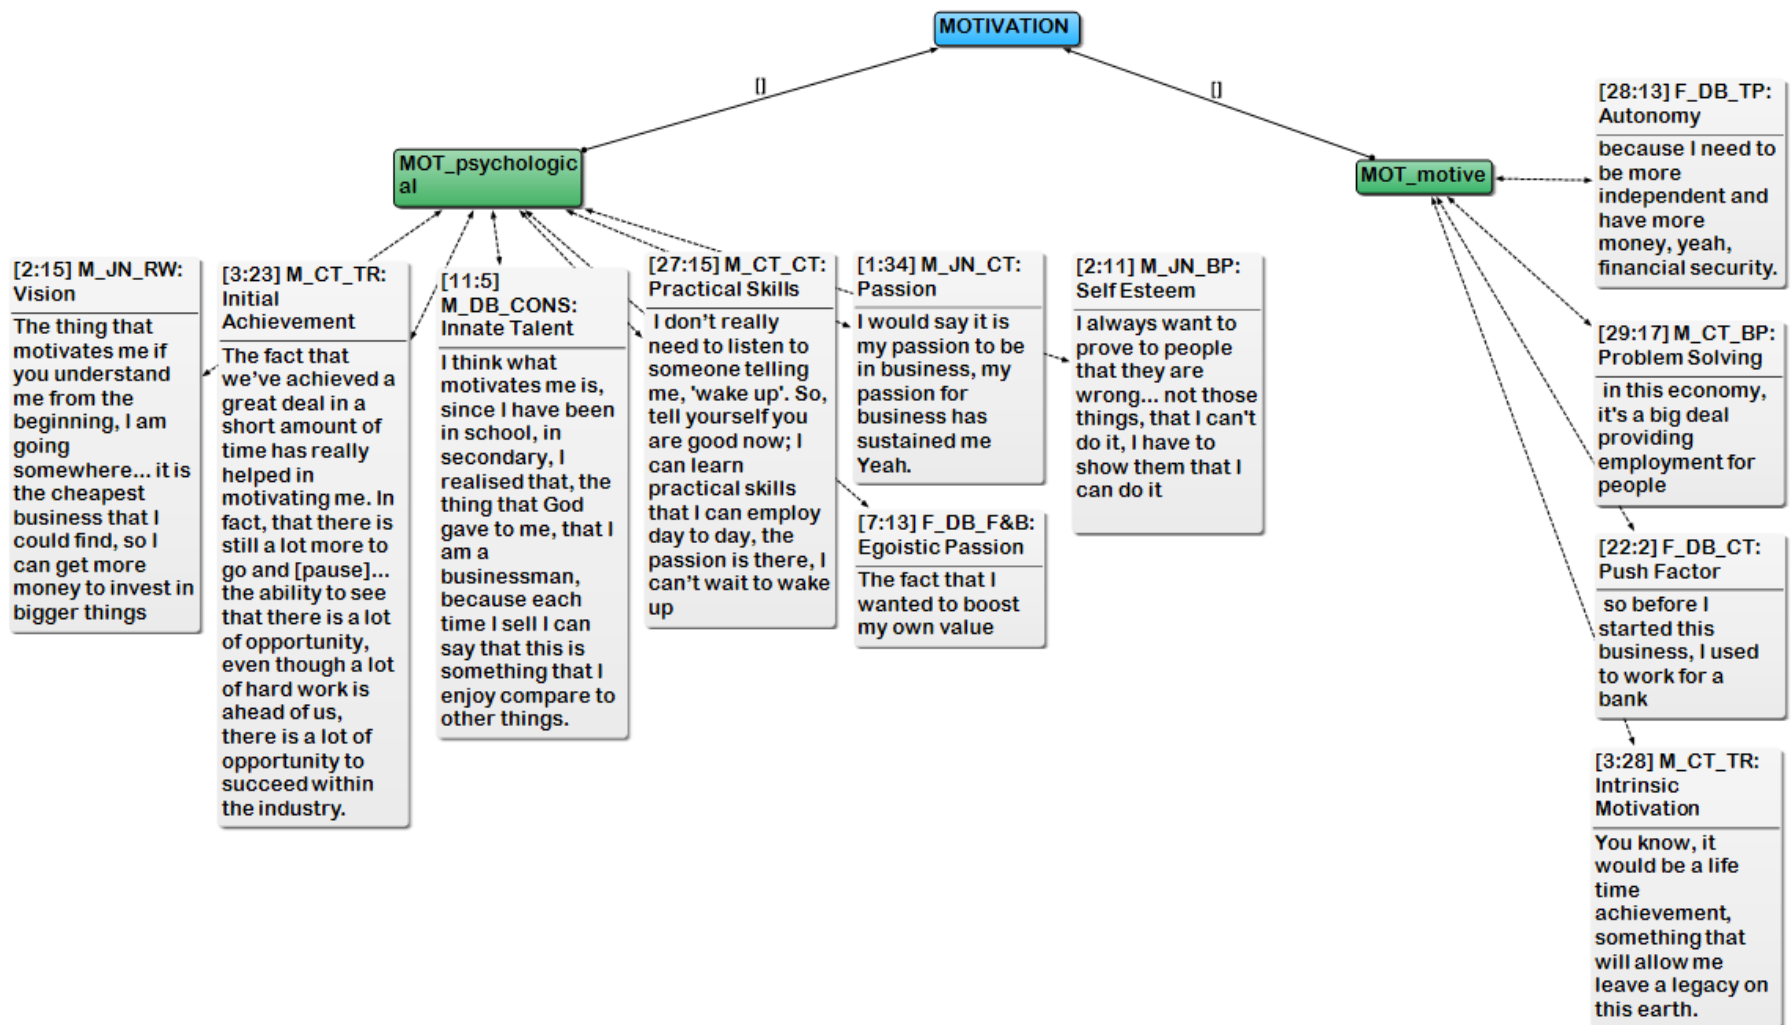 MOTIVATION
[]
[]
MOT_psychologic
al
MOT_motive
[2:15] M_JN_RW:
Vision
The thing that
motivates me if
you understand
me from the
beginning, I am
going
somewhere... it is
the cheapest
business that I
could find, so I
can get more
money to invest in
bigger things
[3:23] M_CT_TR:
Initial
Achievement
The fact that
we've achieved a
great deal in a
short amount of
time has really
helped in
motivating me. In
fact, that there is
still a lot more to
go and [pause]...
the ability to see
that there is a lot
of opportunity,
even though a lot
of hard work is
ahead of us,
there is a lot of
opportunity to
succeed within
the industry.
[11:5]
M_DB_CONS:
Innate Talent
I think what
motivates me is,
since I have been
in school, in
secondary, I
realised that, the
thing that God
gave to me, that I
am a
businessman,
because each
time I sell I can
say that this is
something that I
enjoy compare to
other things.
[27:15] M_CT_CT:
Practical Skills
I don’t really
need to listen to
someone telling
me, 'wake up'. So,
tell yourself you
are good now; I
can learn
practical skills
that I can employ
day to day, the
passion is there, I
can’t wait to wake
up
[1:34] M_JN_CT:
Passion
I would say it is
my passion to be
in business, my
passion for
business has
sustained me
Yeah.
[7:13] F_DB_F&B:
Egoistic Passion
The fact that I
wanted to boost
my own value
[2:11] M_JN_BP:
Self Esteem
I always want to
prove to people
that they are
wrong... not those
things, that I can't
do it, I have to
show them that I
can do it
[28:13] F_DB_TP:
Autonomy
because I need to
be more
independent and
have more
money, yeah,
financial security.
[29:17] M_CT_BP:
Problem Solving
in this economy,
it's a big deal
providing
employment for
people
[22:2] F_DB_CT:
Push Factor
so before I
started this
business, I used
to work for a
bank
[3:28] M_CT_TR:
Intrinsic
Motivation
You know, it
would be a life
time
achievement,
something that
will allow me
leave a legacy on
this earth.